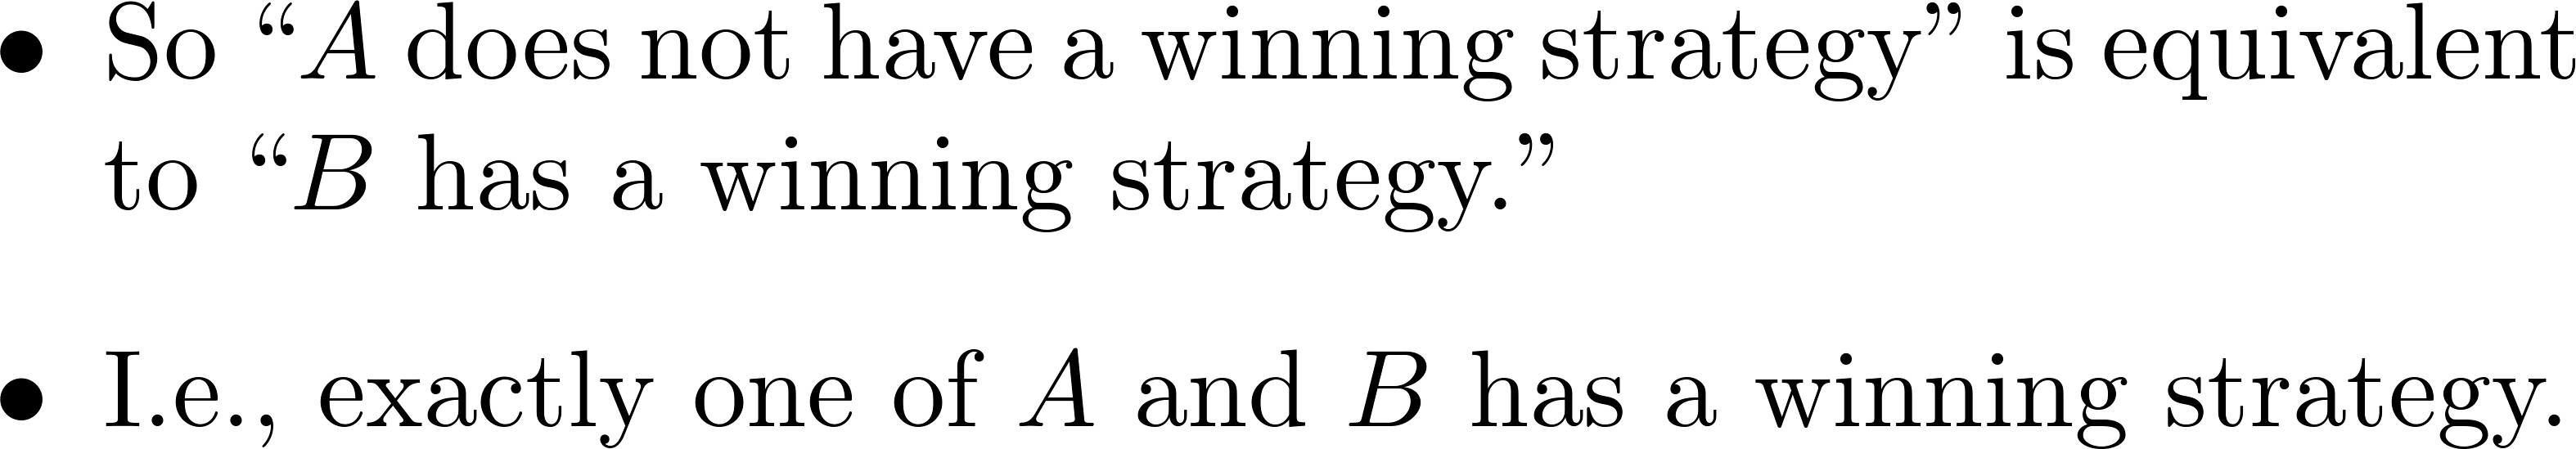 • So “A does not have a winning strategy” is equivalent
to “B has a winning strategy.”
• I.e., exactly one of A and B has a winning strategy.